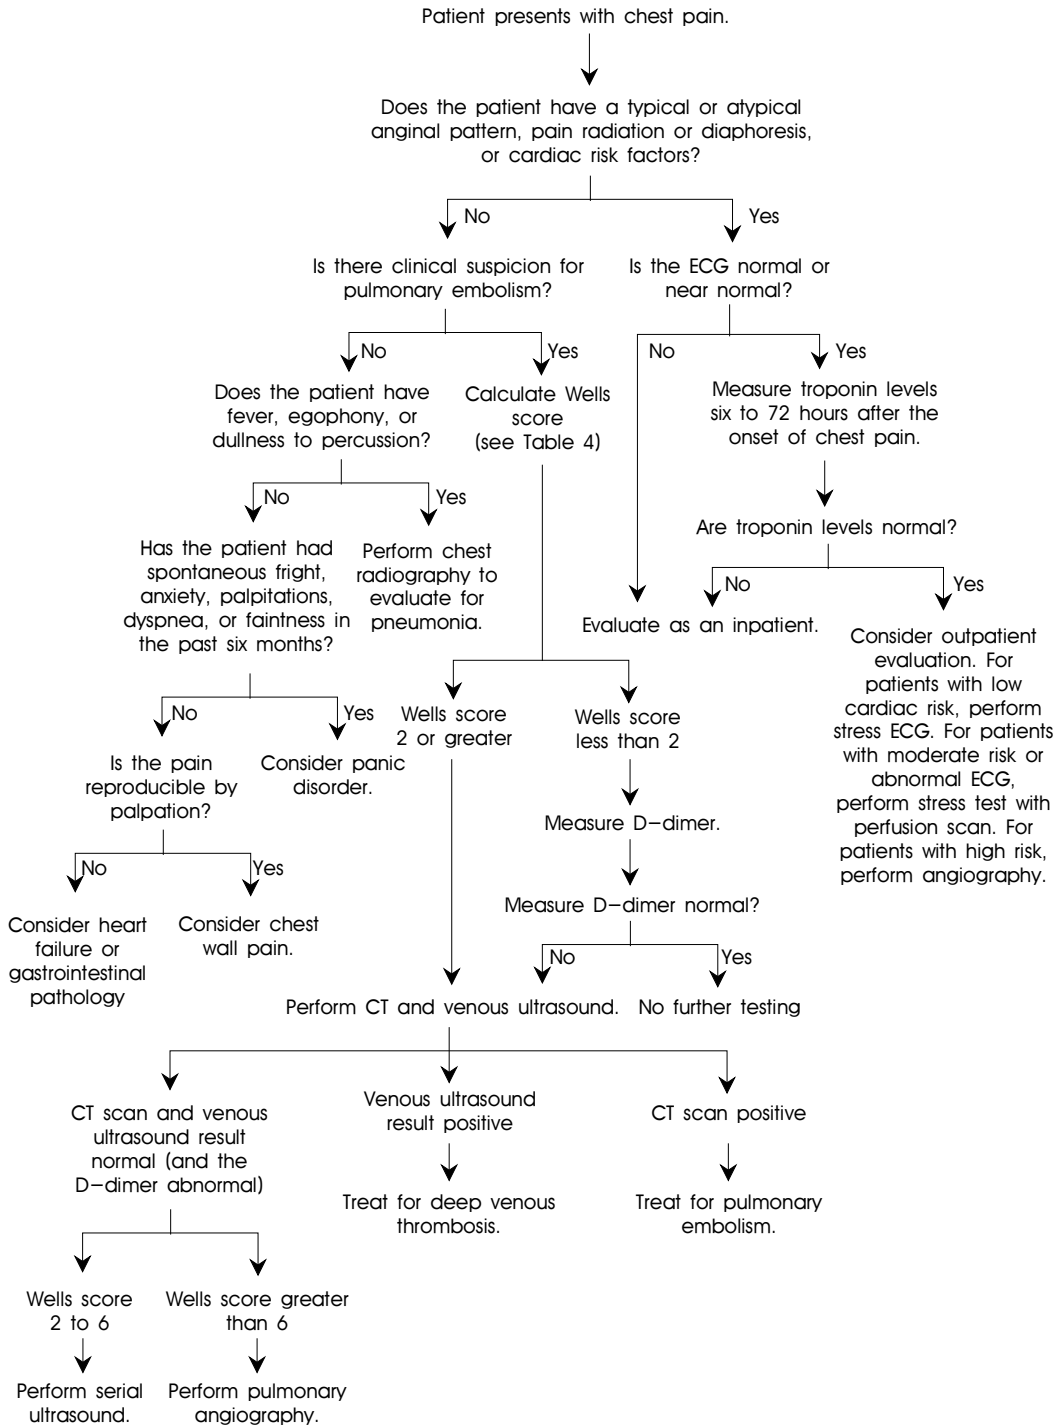 Patient presents with chest pain.
Does the patient have a typical or atypical
anginal pattern, pain radiation or diaphoresis,
or cardiac risk factors?
No
Yes
Is there clinical suspicion for
pulmonary embolism?
Is the ECG normal or
near normal?
No
Yes
No
Yes
Does the patient have
fever, egophony, or
dullness to percussion?
Calculate Wells
score
(see Table 4)
Measure troponin levels
six to 72 hours after the
onset of chest pain.
No
Yes
Are troponin levels normal?
Has the patient had
spontaneous fright,
anxiety, palpitations,
dyspnea, or faintness in
the past six months?
Perform chest
radiography to
evaluate for
pneumonia.
No
Yes
Evaluate as an inpatient.
Consider outpatient
evaluation. For
patients with low
cardiac risk, perform
stress ECG. For patients
with moderate risk or
abnormal ECG,
perform stress test with
perfusion scan. For
patients with high risk,
perform angiography.
No
Yes
Wells score
2 or greater
Wells score
less than 2
Is the pain
reproducible by
palpation?
Consider panic
disorder.
Measure D-dimer.
No
Yes
Measure D-dimer normal?
Consider heart
failure or
gastrointestinal
pathology
Consider chest
wall pain.
No
Yes
Perform CT and venous ultrasound.
No further testing
CT scan and venous
ultrasound result
normal (and the
D-dimer abnormal)
Venous ultrasound
result positive
CT scan positive
Treat for deep venous
thrombosis.
Treat for pulmonary
embolism.
Wells score
2 to 6
Wells score greater
than 6
Perform serial
ultrasound.
Perform pulmonary
angiography.